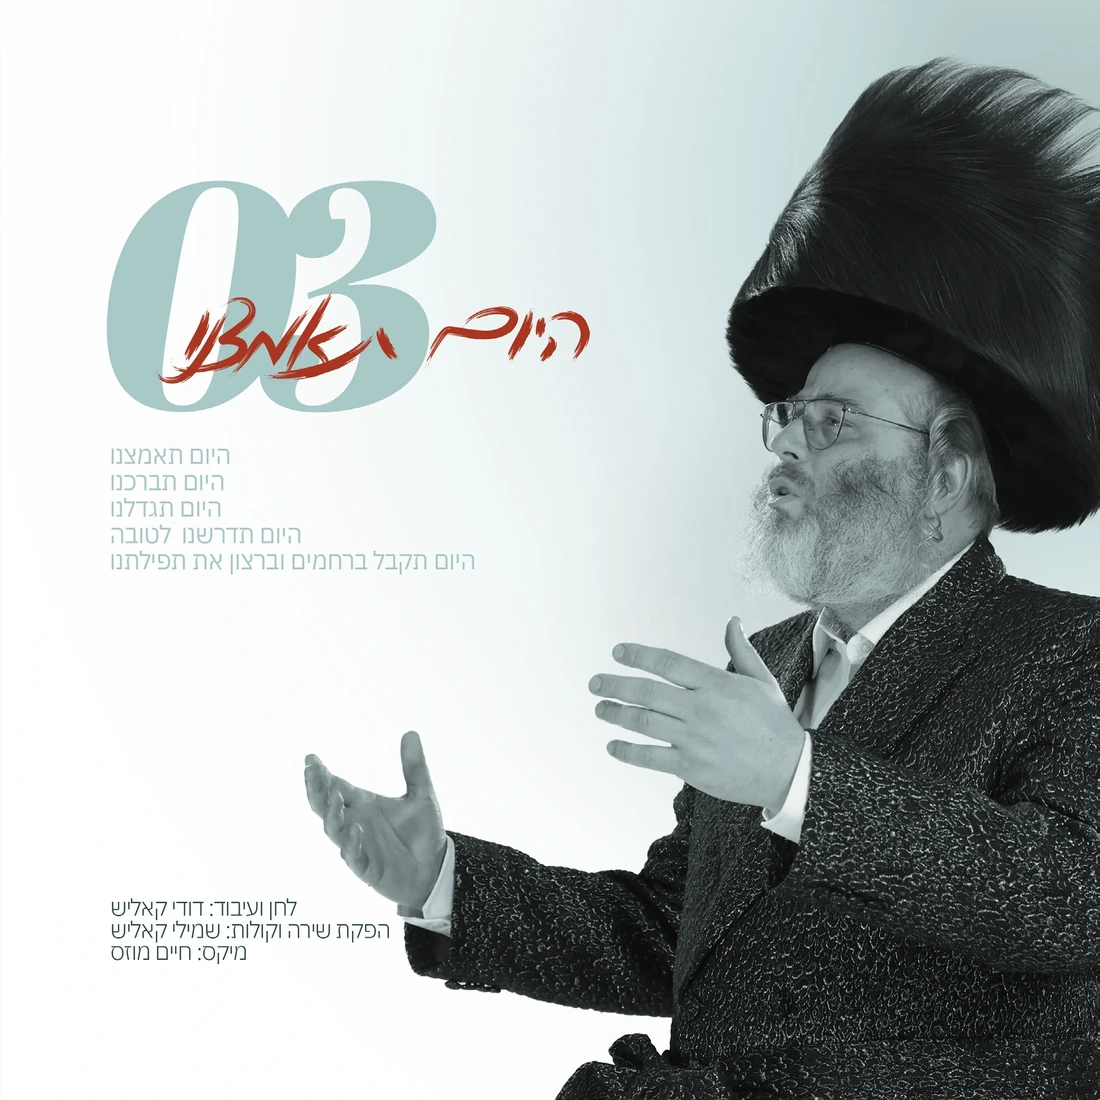 03
היום תאמצנו
היום תאמצנו
היום תברכנו
היום תגדלנו
היום תדרשנו לטובה
היום תקבל ברחמים וברצון את תפילתנו
לחן ועיבוד: דודי קאליש
הפקת שירה וקולות: שמילי קאליש
מיקס: חיים מוזס